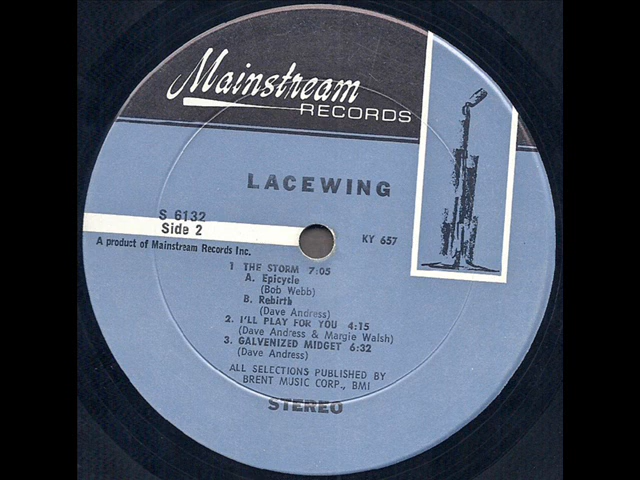 Mainstream
RECORDS
LACEWING
S 6132
Side 2
KY 657
A product of Mainstream Records Inc.
1 THE STORM 7:05
A. Epicycle
(Bob Webb)
B. Rebirth
(Dave Andress)
2. I'LL PLAY FOR YOU 4:15
(Dave Andress & Margie Walsh)
3. GALVENIZED MIDGET 6:32
(Dave Andress)
ALL SELECTIONS PUBLISHED BY
BRENT MUSIC CORP., BMI
STEREO